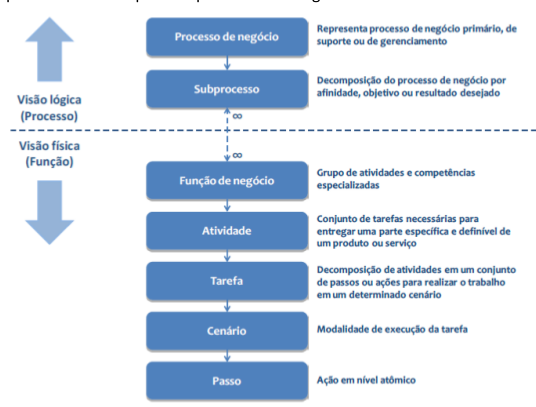 Processo de negócio
Representa processo de negócio primário, de
suporte ou de gerenciamento
Subprocesso
Decomposição do processo de negócio por
afinidade, objetivo ou resultado desejado
Visão lógica
(Processo)
∞
Visão física
(Função)
∞
Função de negócio
Grupo de atividades e competências
especializadas
Atividade
Conjunto de tarefas necessárias para
entregar uma parte específica e definível de
um produto ou serviço
Tarefa
Decomposição de atividades em um conjunto
de passos ou ações para realizar o trabalho
em um determinado cenário
Cenário
Modalidade de execução da tarefa
Passo
Ação em nível atômico